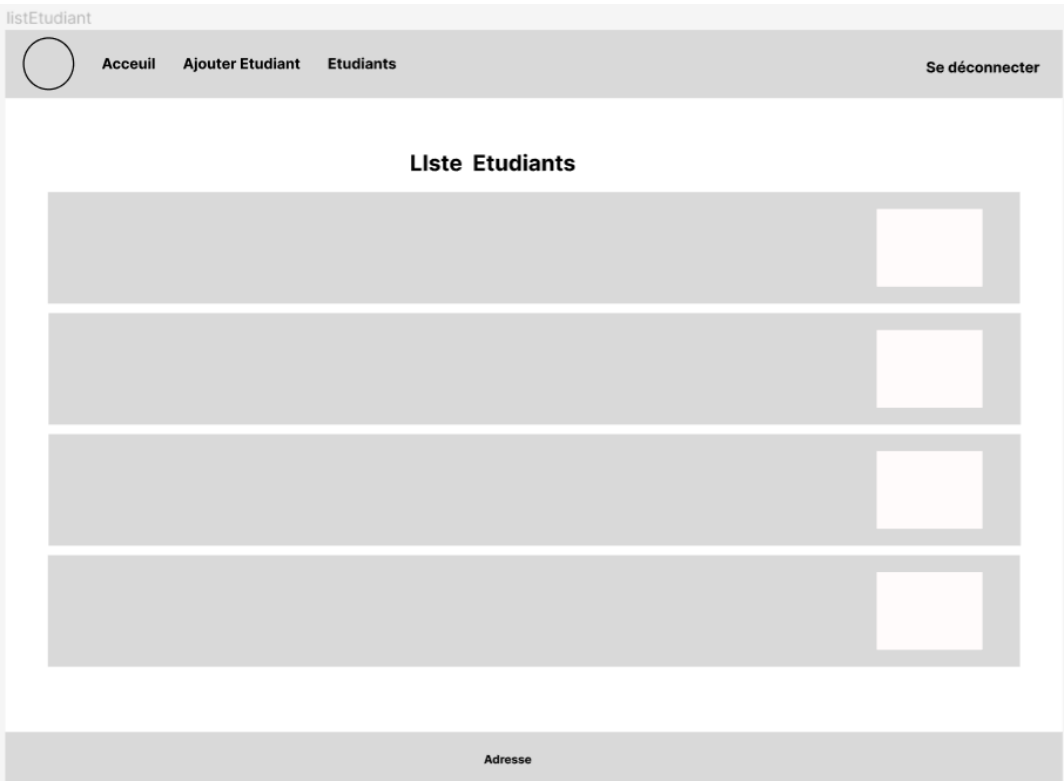 listEtudiant
Acceuil Ajouter Etudiant Etudiants Se déconnecter
LIste Etudiants
Adresse